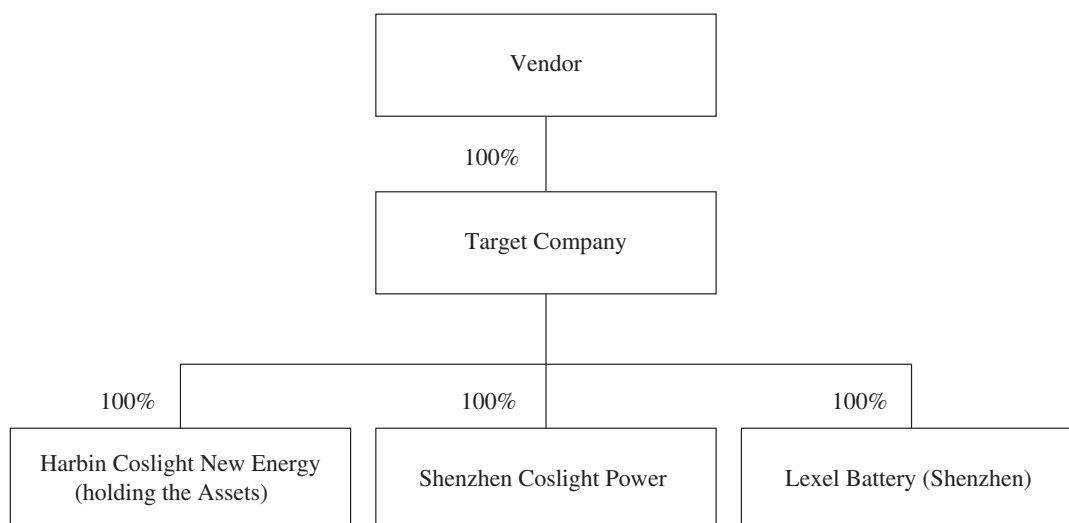 Vendor
100%
Target Company
100%
100%
100%
Harbin Coslight New Energy
(holding the Assets)
Shenzhen Coslight Power
Lexel Battery (Shenzhen)